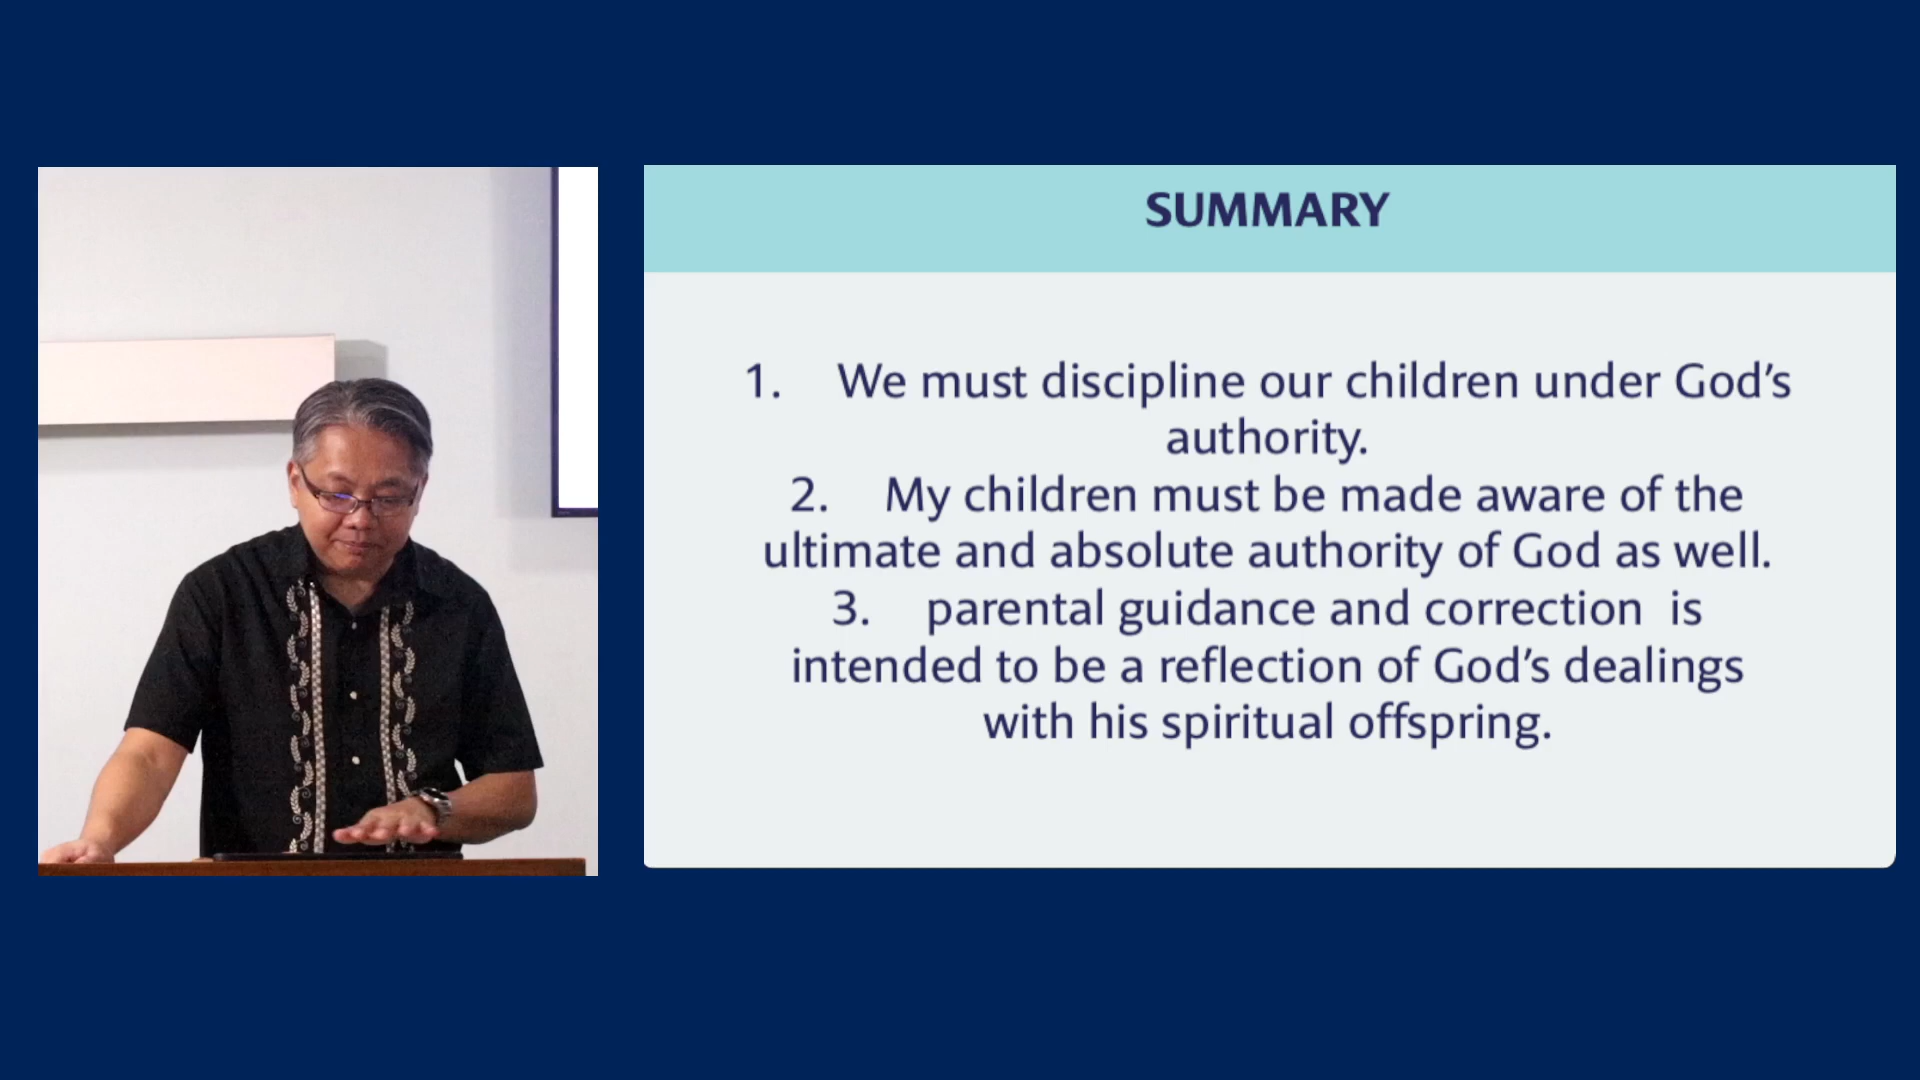 SUMMARY
1. We must discipline our children under God’s
authority.
2. My children must be made aware of the
ultimate and absolute authority of God as well.
3. parental guidance and correction is
intended to be a reflection of God’s dealings
with his spiritual offspring.